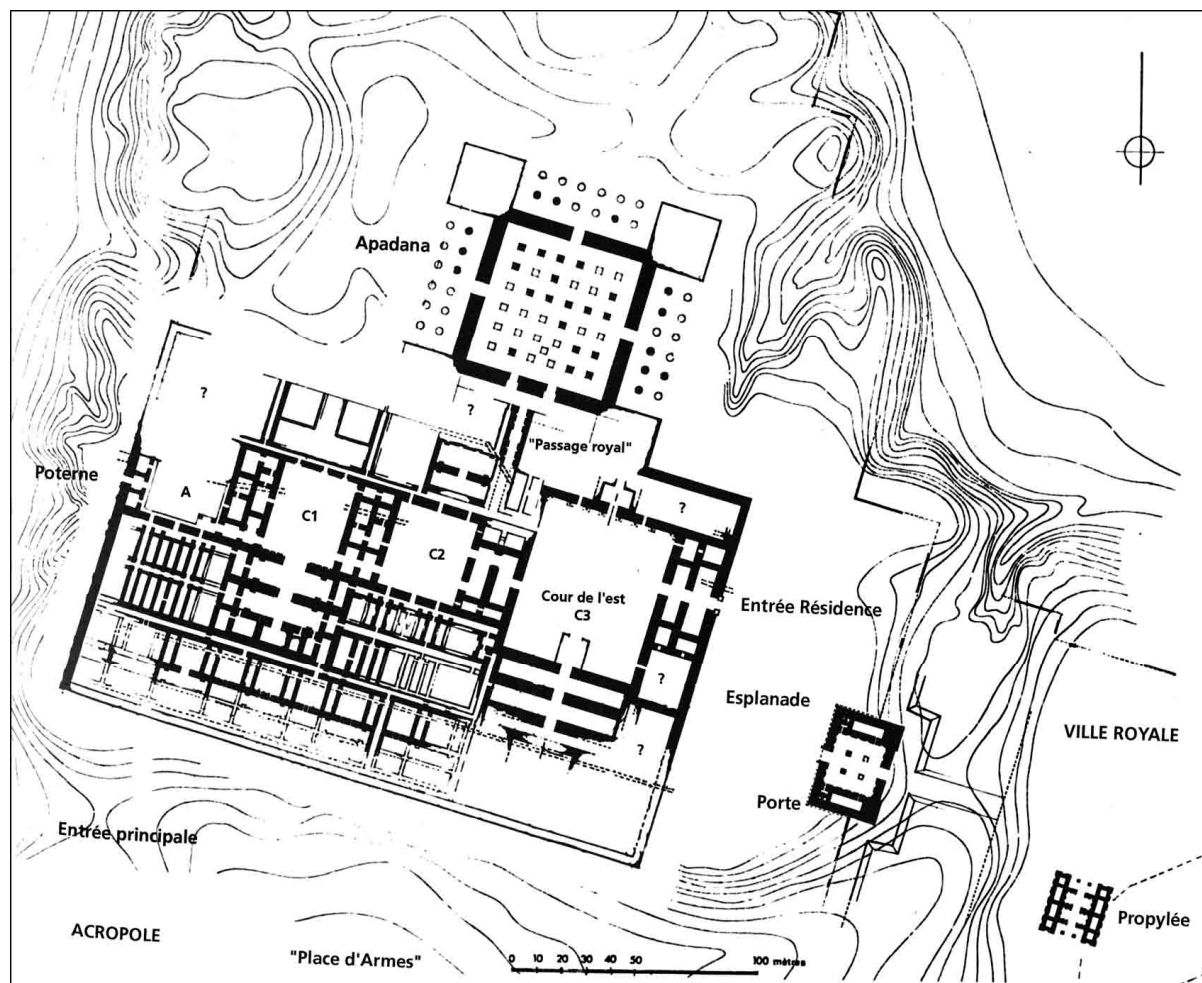 Apadana
?
?
"Passage royal"
Poterne
A
C1
?
C2
Cour de l'est
C3
Entrée Résidence
?
Esplanade
?
VILLE ROYALE
Porte
Entrée principale
Propylée
ACROPOLE
"Place d'Armes"
0 10 20 30 40 50 100 mètres